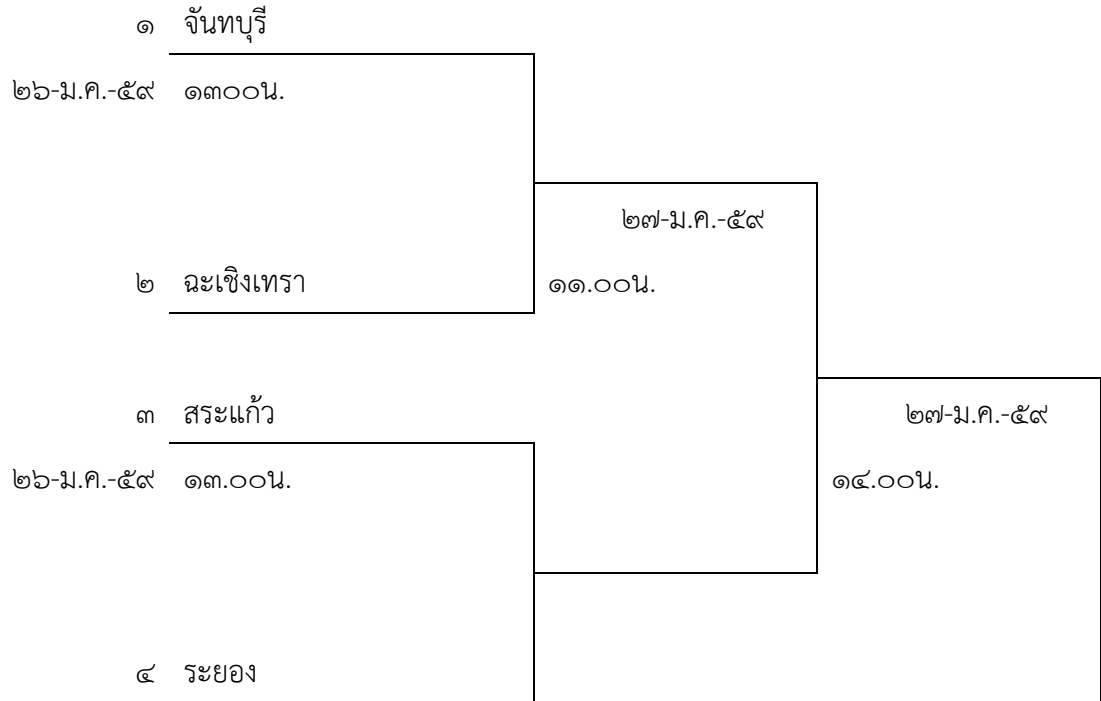 ๑ จันทบุรี
๒๖-ม.ค.-๕๙ ๑๓๐๐น.
๒๗-ม.ค.-๕๙
๒ ฉะเชิงเทรา ๑๑.๐๐น.
๓ สระแก้ว ๒๗-ม.ค.-๕๙
๒๖-ม.ค.-๕๙ ๑๓.๐๐น. ๑๔.๐๐น.
๔ ระยอง